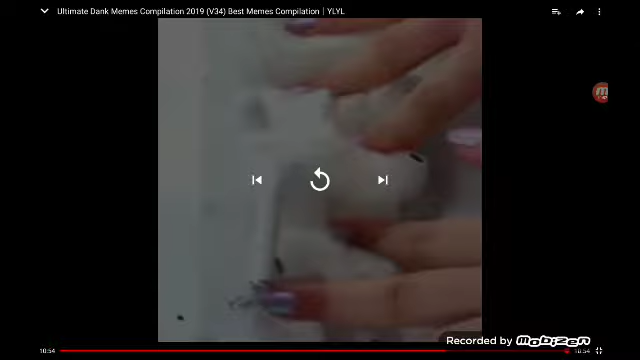 Ultimate Dank Memes Compilation 2019 (V34) Best Memes Compilation | YLYL
Recorded by MOBIZEN
10:54 10:54